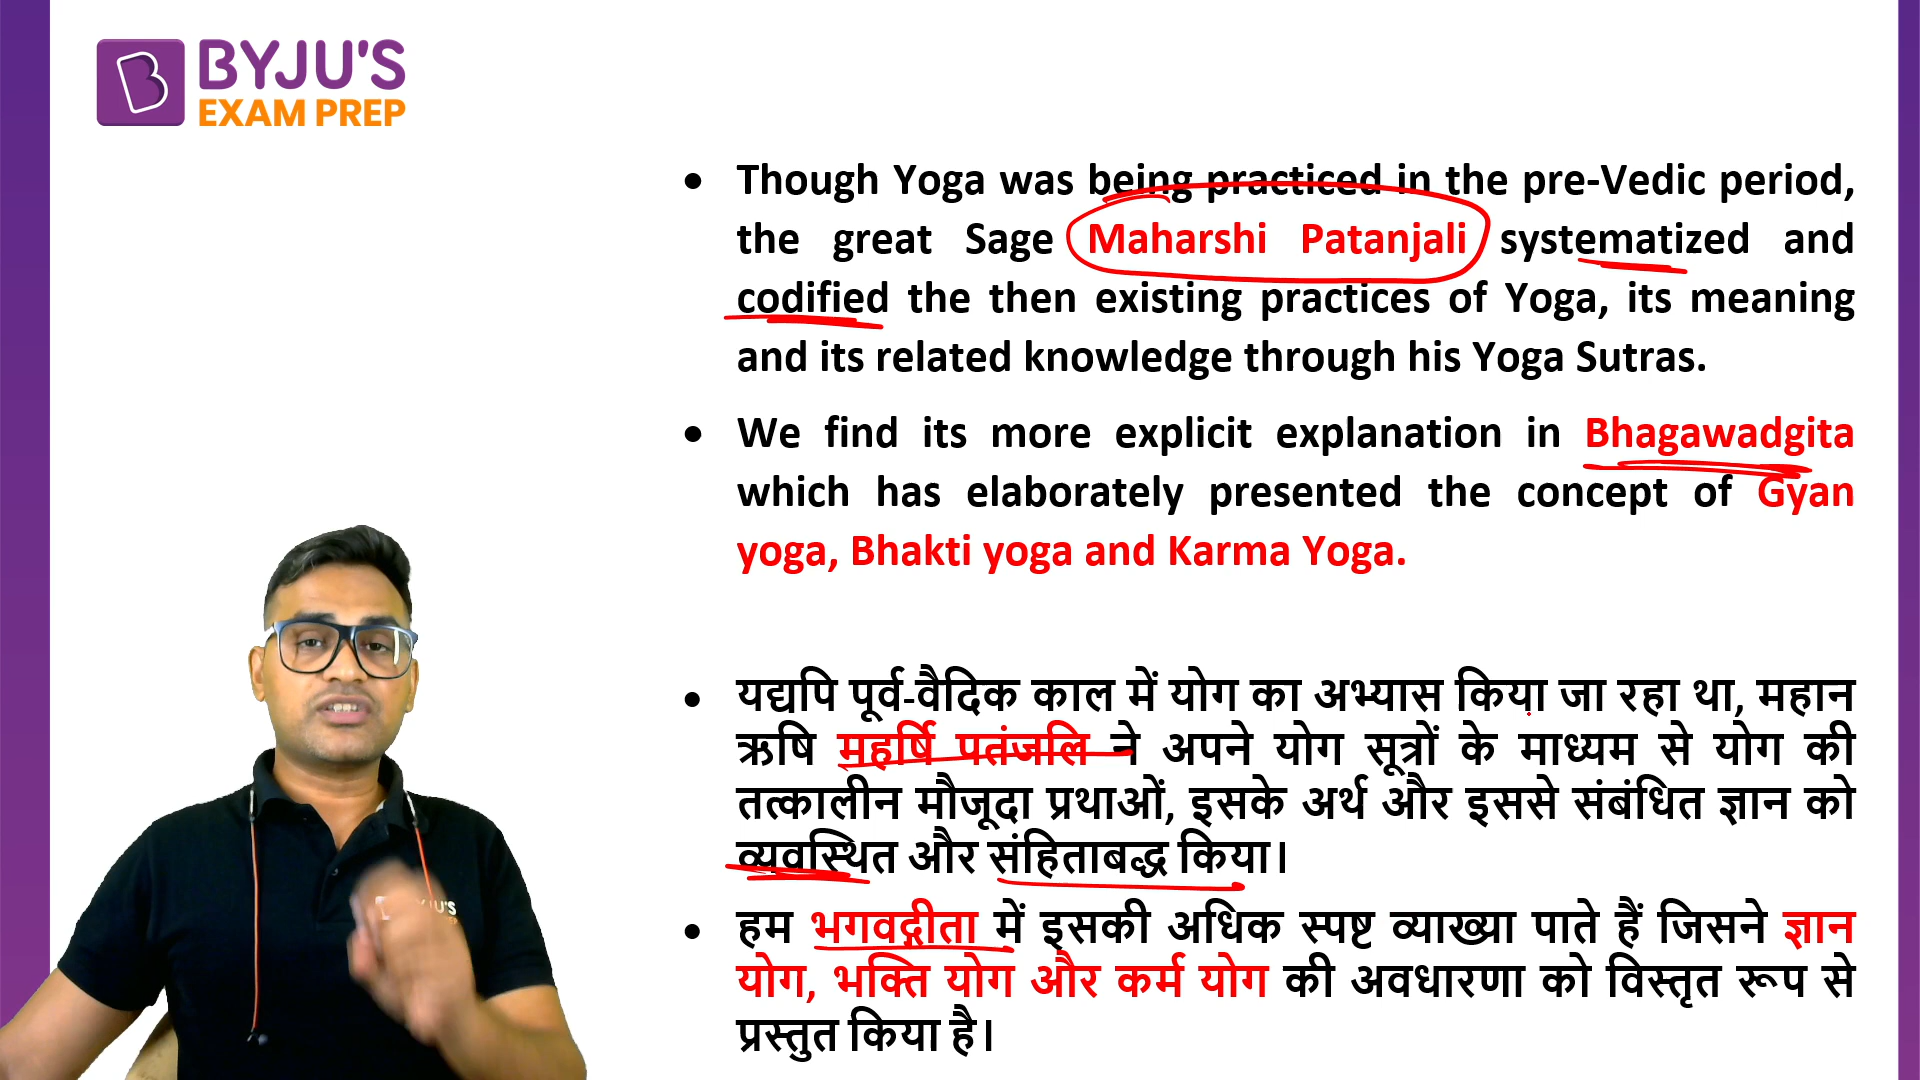 BYJU'S
EXAM PREP
• Though Yoga was being practiced in the pre-Vedic period,
the great Sage Maharshi Patanjali systematized and
codified the then existing practices of Yoga, its meaning
and its related knowledge through his Yoga Sutras.
• We find its more explicit explanation in Bhagawadgita
which has elaborately presented the concept of Gyan
yoga, Bhakti yoga and Karma Yoga.
• यद्यपि पूर्व-वैदिक काल में योग का अभ्यास किया जा रहा था, महान
ऋषि महर्षि पतंजलि ने अपने योग सूत्रों के माध्यम से योग की
तत्कालीन मौजूदा प्रथाओं, इसके अर्थ और इससे संबंधित ज्ञान को
व्यवस्थित और संहिताबद्ध किया।
• हम भगवद्गीता में इसकी अधिक स्पष्ट व्याख्या पाते हैं जिसने ज्ञान
योग, भक्ति योग और कर्म योग की अवधारणा को विस्तृत रूप से
प्रस्तुत किया है।